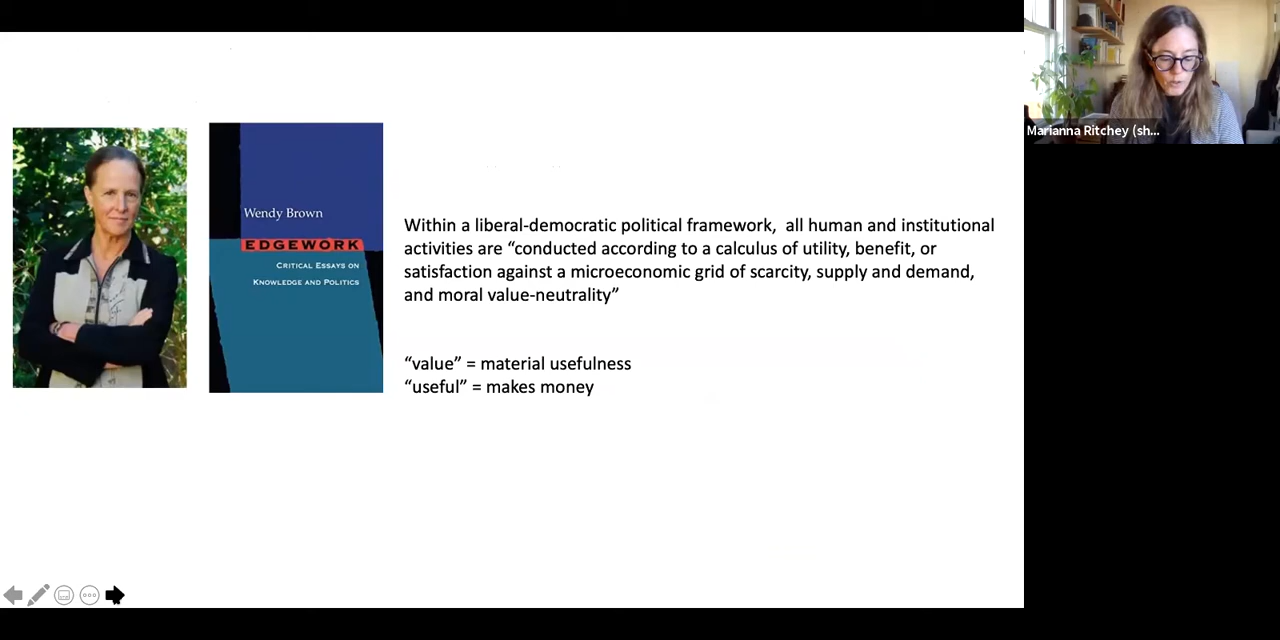 Marianna Ritchey (sh...
Wendy Brown
EDGEWORK
CRITICAL ESSAYS ON
KNOWLEDGE AND POLITICS
Within a liberal-democratic political framework,  all human and institutional
activities are “conducted according to a calculus of utility, benefit, or
satisfaction against a microeconomic grid of scarcity, supply and demand,
and moral value-neutrality”
“value” = material usefulness
“useful” = makes money